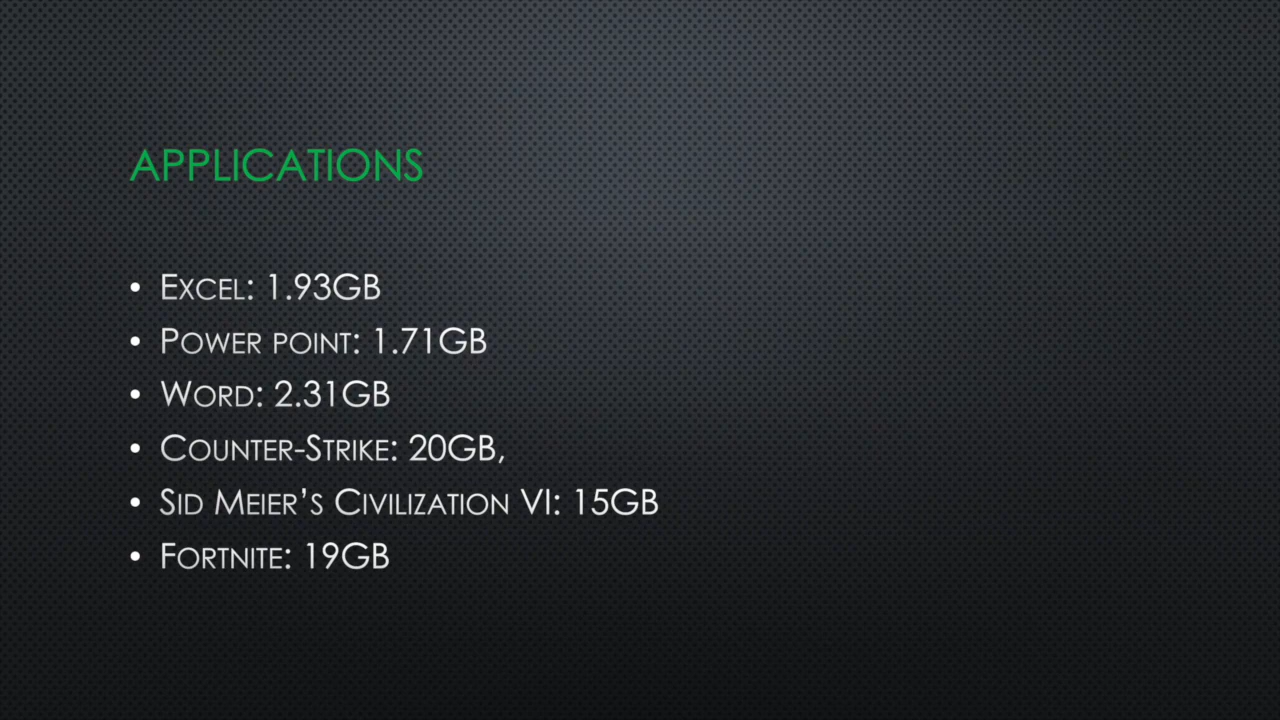 APPLICATIONS
• EXCEL: 1.93GB
• POWER POINT: 1.71GB
• WORD: 2.31GB
• COUNTER-STRIKE: 20GB,
• SID MEIER’S CIVILIZATION VI: 15GB
• FORTNITE: 19GB